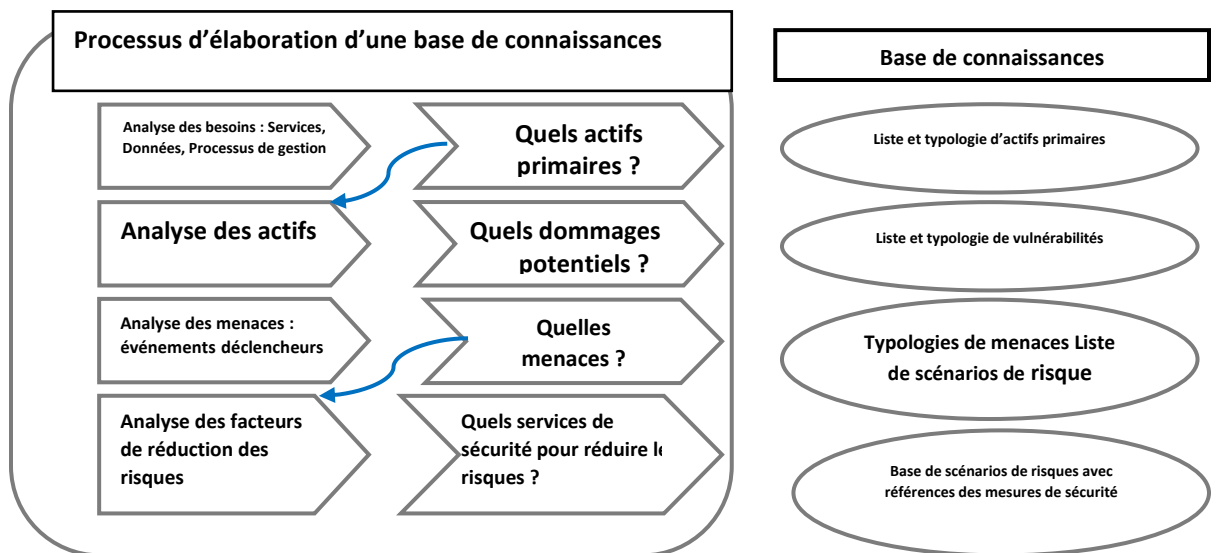 Processus d’élaboration d’une base de connaissances
Base de connaissances
Analyse des besoins : Services,
Données, Processus de gestion
Quels actifs
primaires ?
Liste et typologie d’actifs primaires
Analyse des actifs
Quels dommages
potentiels ?
Liste et typologie de vulnérabilités
Analyse des menaces :
événements déclencheurs
Quelles
menaces ?
Typologies de menaces Liste
de scénarios de risque
Analyse des facteurs
de réduction des
risques
Quels services de
sécurité pour réduire le
risques ?
Base de scénarios de risques avec
références des mesures de sécurité